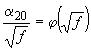 α₂₀/√f = φ(√f)